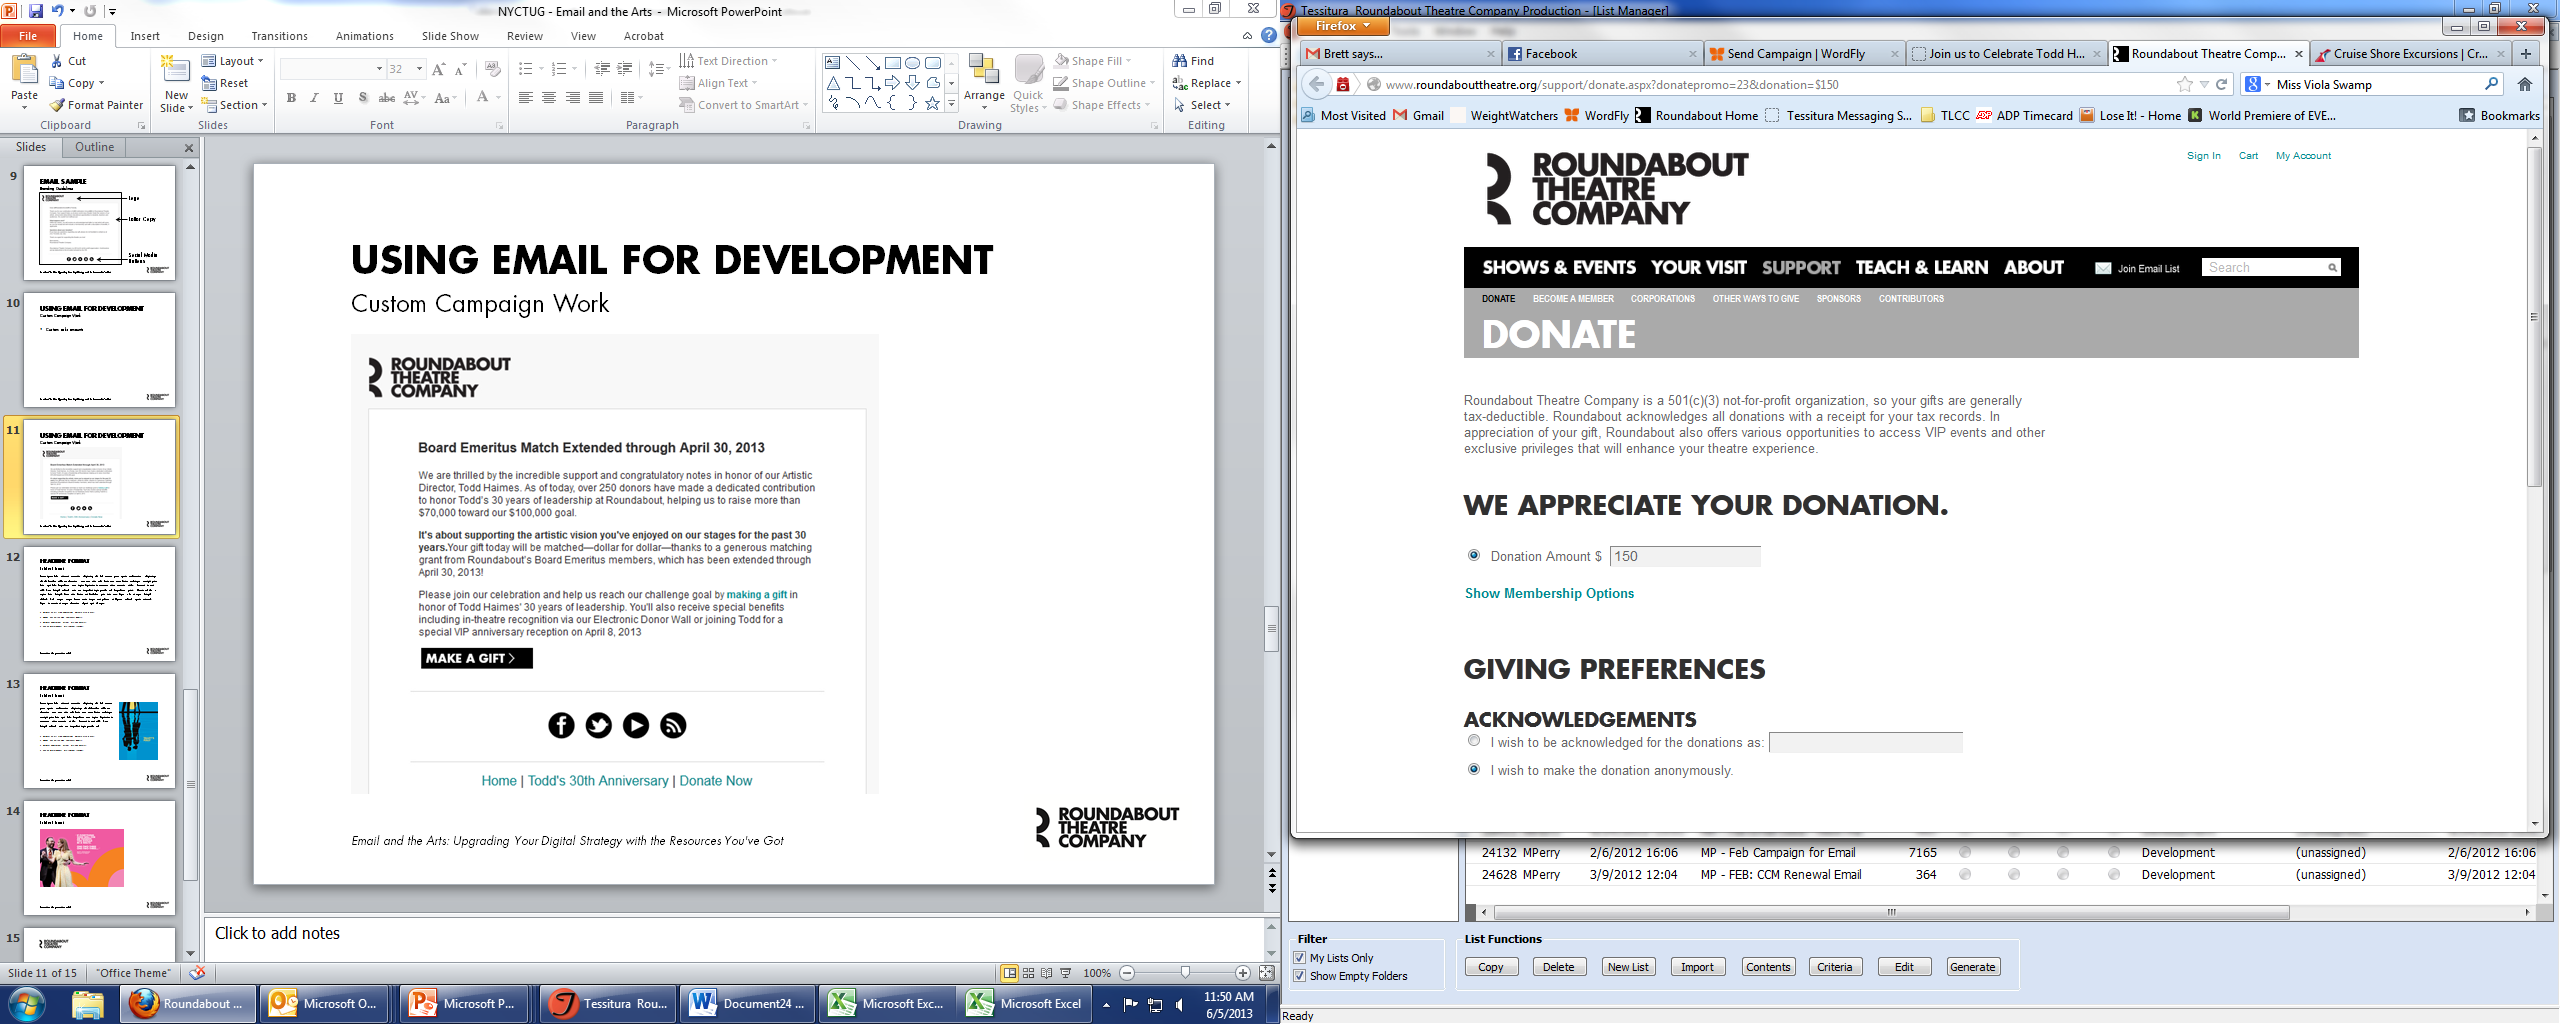 NYCTUG - Email and the Arts - Microsoft PowerPoint
File Home Insert Design Transitions Animations Slide Show Review View Acrobat
Paste
Cut
Copy
Format Painter
Clipboard
New Slide
Layout
Reset
Section
Slides
32
Font
Text Direction
Align Text
Convert to SmartArt
Paragraph
Arrange
Quick Styles
Shape Fill
Shape Outline
Shape Effects
Drawing
Find
Replace
Select
Editing
Slides Outline
9
EMAIL SAMPLE
10
USING EMAIL FOR DEVELOPMENT
11
USING EMAIL FOR DEVELOPMENT
12
HEADLINE FORMAT
13
HEADLINE FORMAT
14
HEADLINE FORMAT
15
USING EMAIL FOR DEVELOPMENT
Custom Campaign Work
ROUNDABOUT
THEATRE
COMPANY
Board Emeritus Match Extended through April 30, 2013
We are thrilled by the incredible support and congratulatory notes in honor of our Artistic
Director, Todd Haimes. As of today, over 250 donors have made a dedicated contribution
to honor Todd's 30 years of leadership at Roundabout, helping us to raise more than
$70,000 toward our $100,000 goal.
It's about supporting the artistic vision you've enjoyed on our stages for the past 30
years.Your gift today will be matched—dollar for dollar—thanks to a generous matching
grant from Roundabout's Board Emeritus members, which has been extended through
April 30, 2013!
Please join our celebration and help us reach our challenge goal by making a gift in
honor of Todd Haimes' 30 years of leadership. You'll also receive special benefits
including in-theatre recognition via our Electronic Donor Wall or joining Todd for a
special VIP anniversary reception on April 8, 2013
MAKE A GIFT >
Home | Todd's 30th Anniversary | Donate Now
Email and the Arts: Upgrading Your Digital Strategy with the Resources You've Got
ROUNDABOUT
THEATRE
COMPANY
Click to add notes
Slide 11 of 15 "Office Theme" 100%
Roundabout ... Microsoft O... Microsoft P... Tessitura Rou... Document24 ... Microsoft Exc... Microsoft Excel
11:50 AM
6/5/2013
Tessitura Roundabout Theatre Company Production - [List Manager]
Firefox
Brett says... Facebook Send Campaign | WordFly Join us to Celebrate Todd H... Roundabout Theatre Comp... Cruise Shore Excursions | Cr...
www.roundabouttheatre.org/support/donate.aspx?donatepromo=23&donation=$150
Miss Viola Swamp
Most Visited Gmail WeightWatchers WordFly Roundabout Home Tessitura Messaging S... TLCC ADP Timecard Lose It! - Home World Premiere of EVE... Bookmarks
ROUNDABOUT
THEATRE
COMPANY
Sign In Cart My Account
SHOWS & EVENTS YOUR VISIT SUPPORT TEACH & LEARN ABOUT Join Email List Search
DONATE BECOME A MEMBER CORPORATIONS OTHER WAYS TO GIVE SPONSORS CONTRIBUTORS
DONATE
Roundabout Theatre Company is a 501(c)(3) not-for-profit organization, so your gifts are generally
tax-deductible. Roundabout acknowledges all donations with a receipt for your tax records. In
appreciation of your gift, Roundabout also offers various opportunities to access VIP events and other
exclusive privileges that will enhance your theatre experience.
WE APPRECIATE YOUR DONATION.
Donation Amount $ 150
Show Membership Options
GIVING PREFERENCES
ACKNOWLEDGEMENTS
I wish to be acknowledged for the donations as:
I wish to make the donation anonymously.
24132 MPerry 2/6/2012 16:06 MP - Feb Campaign for Email 7165 Development (unassigned) 2/6/2012 16:06
24628 MPerry 3/9/2012 12:04 MP - FEB: CCM Renewal Email 364 Development (unassigned) 3/9/2012 12:04
Filter
My Lists Only
Show Empty Folders
List Functions
Copy Delete New List Import Contents Criteria Edit Generate
Ready